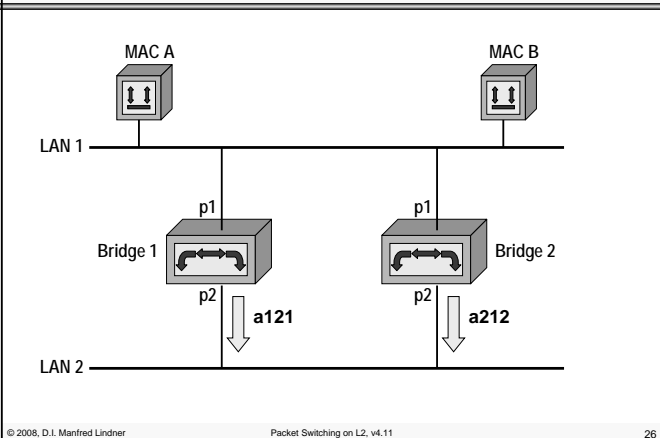 MAC A
MAC B
LAN 1
p1
p1
Bridge 1
Bridge 2
p2
p2
a121
a212
LAN 2
© 2008, D.I. Manfred Lindner
Packet Switching on L2, v4.11
26